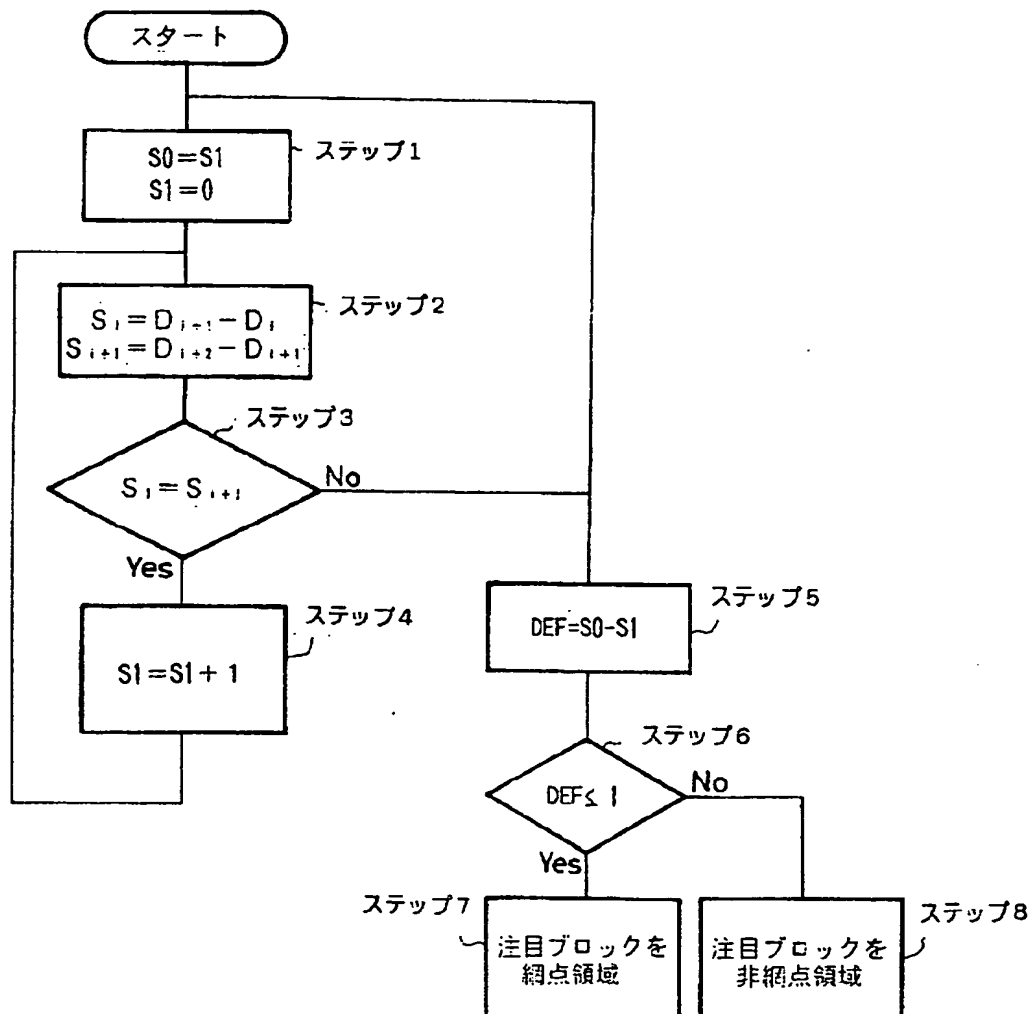 スタート
S0=S1
S1=0
ステップ1
Si=Di+1−Di
Si+1=Di+2−Di+1
ステップ2
ステップ3
Si=Si+1
No
Yes
ステップ4
S1=S1+1
ステップ5
DEF=S0-S1
ステップ6
DEF≤1
No
Yes
ステップ7
注目ブロックを
網点領域
注目ブロックを
非網点領域
ステップ8